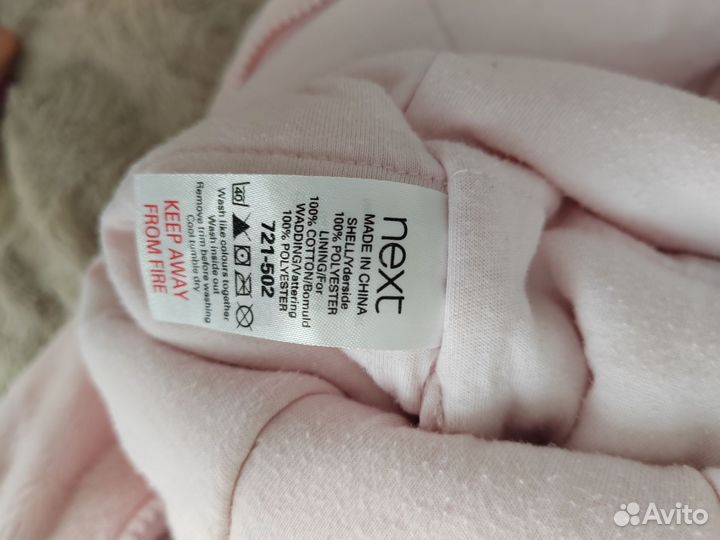 next
MADE IN CHINA
SHELL/Yderside
100% POLYESTER
LINING/For
100% COTTON/Bomuld
WADDING/Vattering
100% POLYESTER
721-502
40
Wash like colours together
Wash inside out
Remove trim before washing
Cool tumble dry
KEEP AWAY
FROM FIRE
Avito